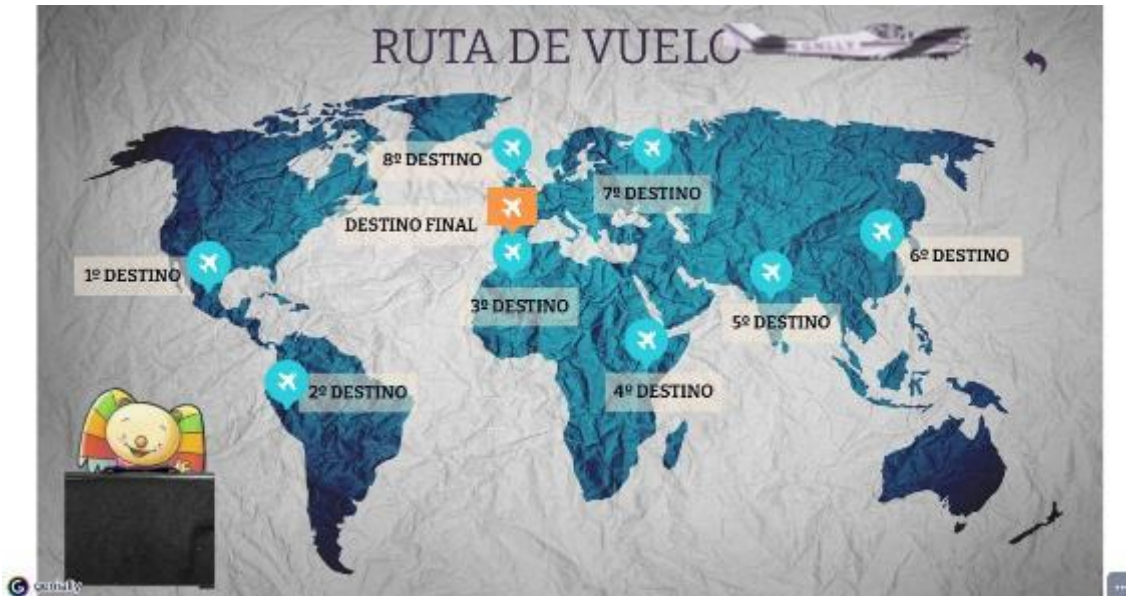 RUTA DE VUELO
8º DESTINO
7º DESTINO
DESTINO FINAL
1º DESTINO
6º DESTINO
3º DESTINO
5º DESTINO
2º DESTINO
4º DESTINO
genially